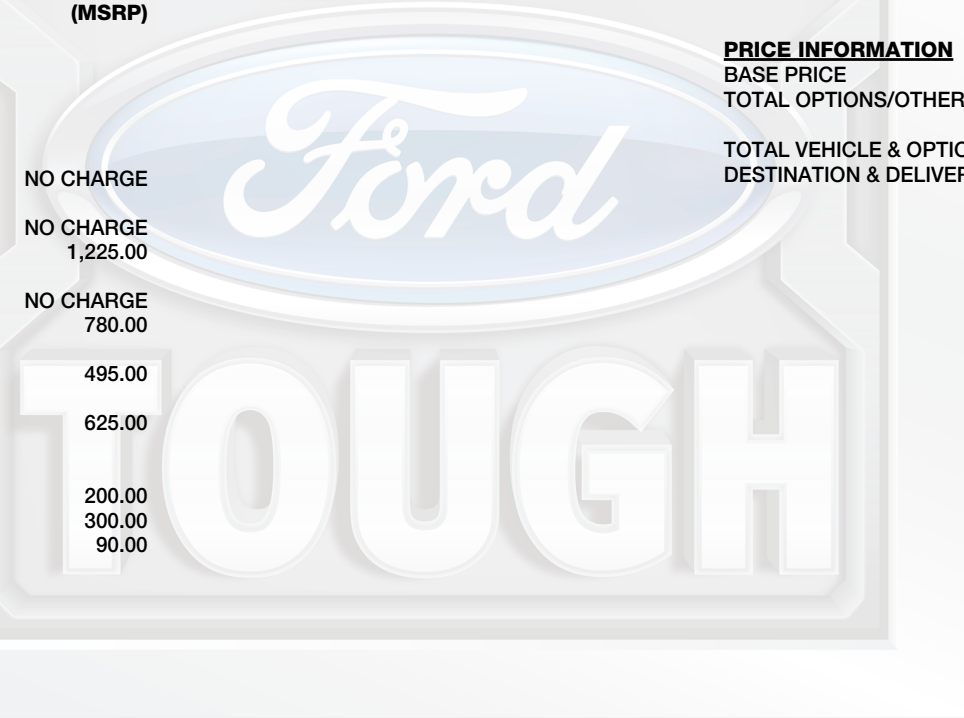 (MSRP)
NO CHARGE
NO CHARGE
1,225.00
NO CHARGE
780.00
495.00
625.00
200.00
300.00
90.00
PRICE INFORMATION
BASE PRICE
TOTAL OPTIONS/OTHER
TOTAL VEHICLE & OPTIO
DESTINATION & DELIVER
Ford
TOUGH